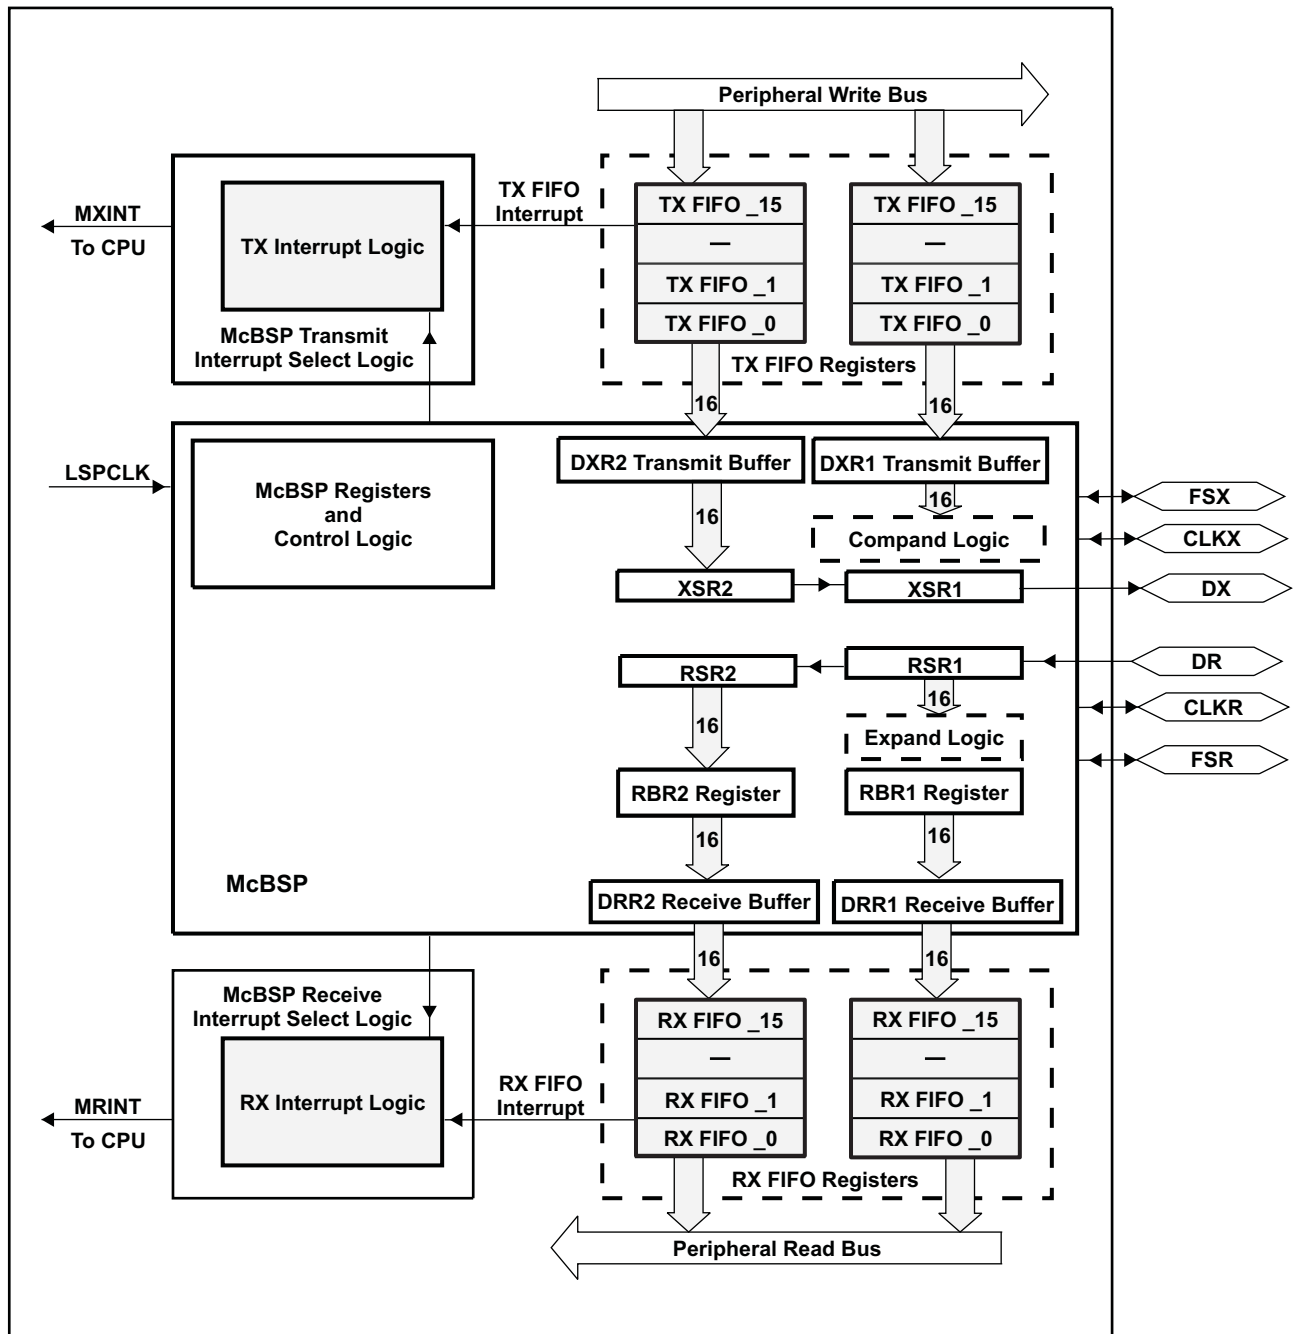 Peripheral Write Bus
MXINT
To CPU
TX Interrupt Logic
McBSP Transmit
Interrupt Select Logic
TX FIFO
Interrupt
TX FIFO _15
—
TX FIFO _1
TX FIFO _0
TX FIFO _15
—
TX FIFO _1
TX FIFO _0
TX FIFO Registers
16
16
LSPCLK
McBSP Registers
and
Control Logic
DXR2 Transmit Buffer
DXR1 Transmit Buffer
16
16
Compand Logic
XSR2
XSR1
FSX
CLKX
DX
RSR2
RSR1
DR
16
16
CLKR
Expand Logic
FSR
RBR2 Register
RBR1 Register
16
16
McBSP
DRR2 Receive Buffer
DRR1 Receive Buffer
16
16
McBSP Receive
Interrupt Select Logic
RX Interrupt Logic
MRINT
To CPU
RX FIFO
Interrupt
RX FIFO _15
—
RX FIFO _1
RX FIFO _0
RX FIFO _15
—
RX FIFO _1
RX FIFO _0
RX FIFO Registers
Peripheral Read Bus